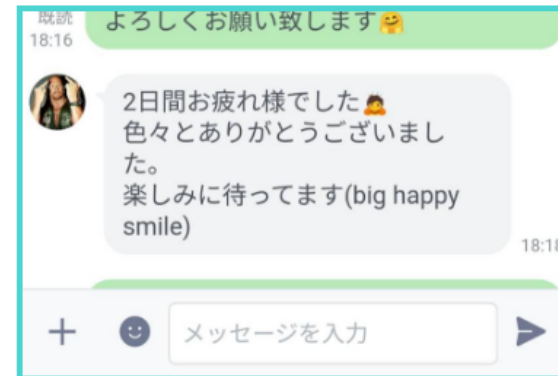 既読
18:16
よろしくお願い致します🤗
2日間お疲れ様でした🙇
色々とありがとうございまし
た。
楽しみに待ってます(big happy
smile)
18:18
メッセージを入力